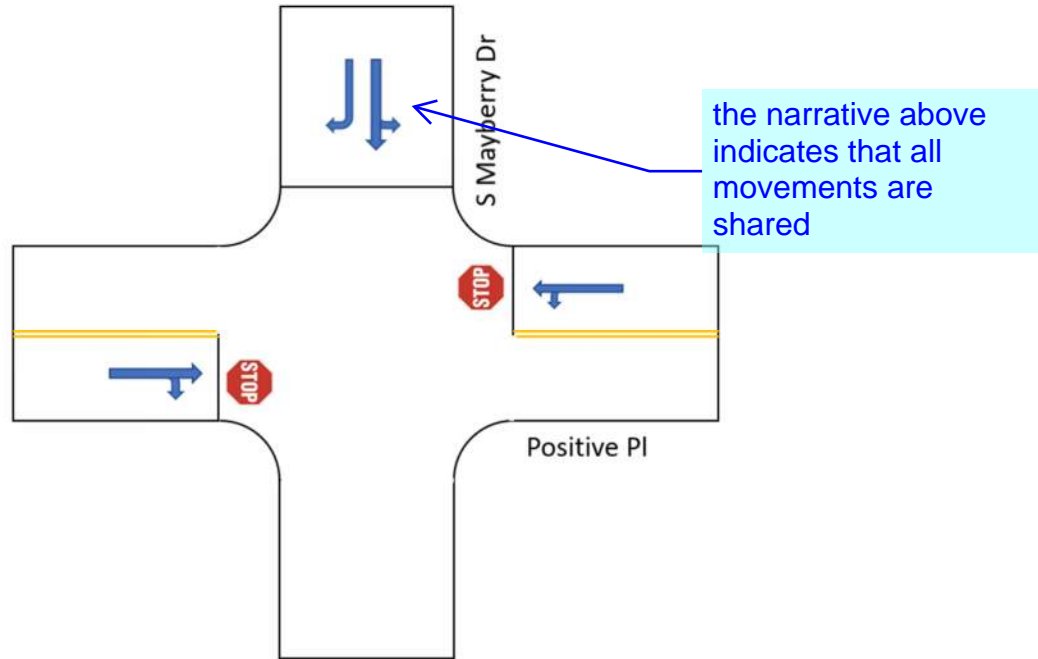 S Mayberry Dr
the narrative above
indicates that all
movements are
shared
STOP
STOP
Positive Pl